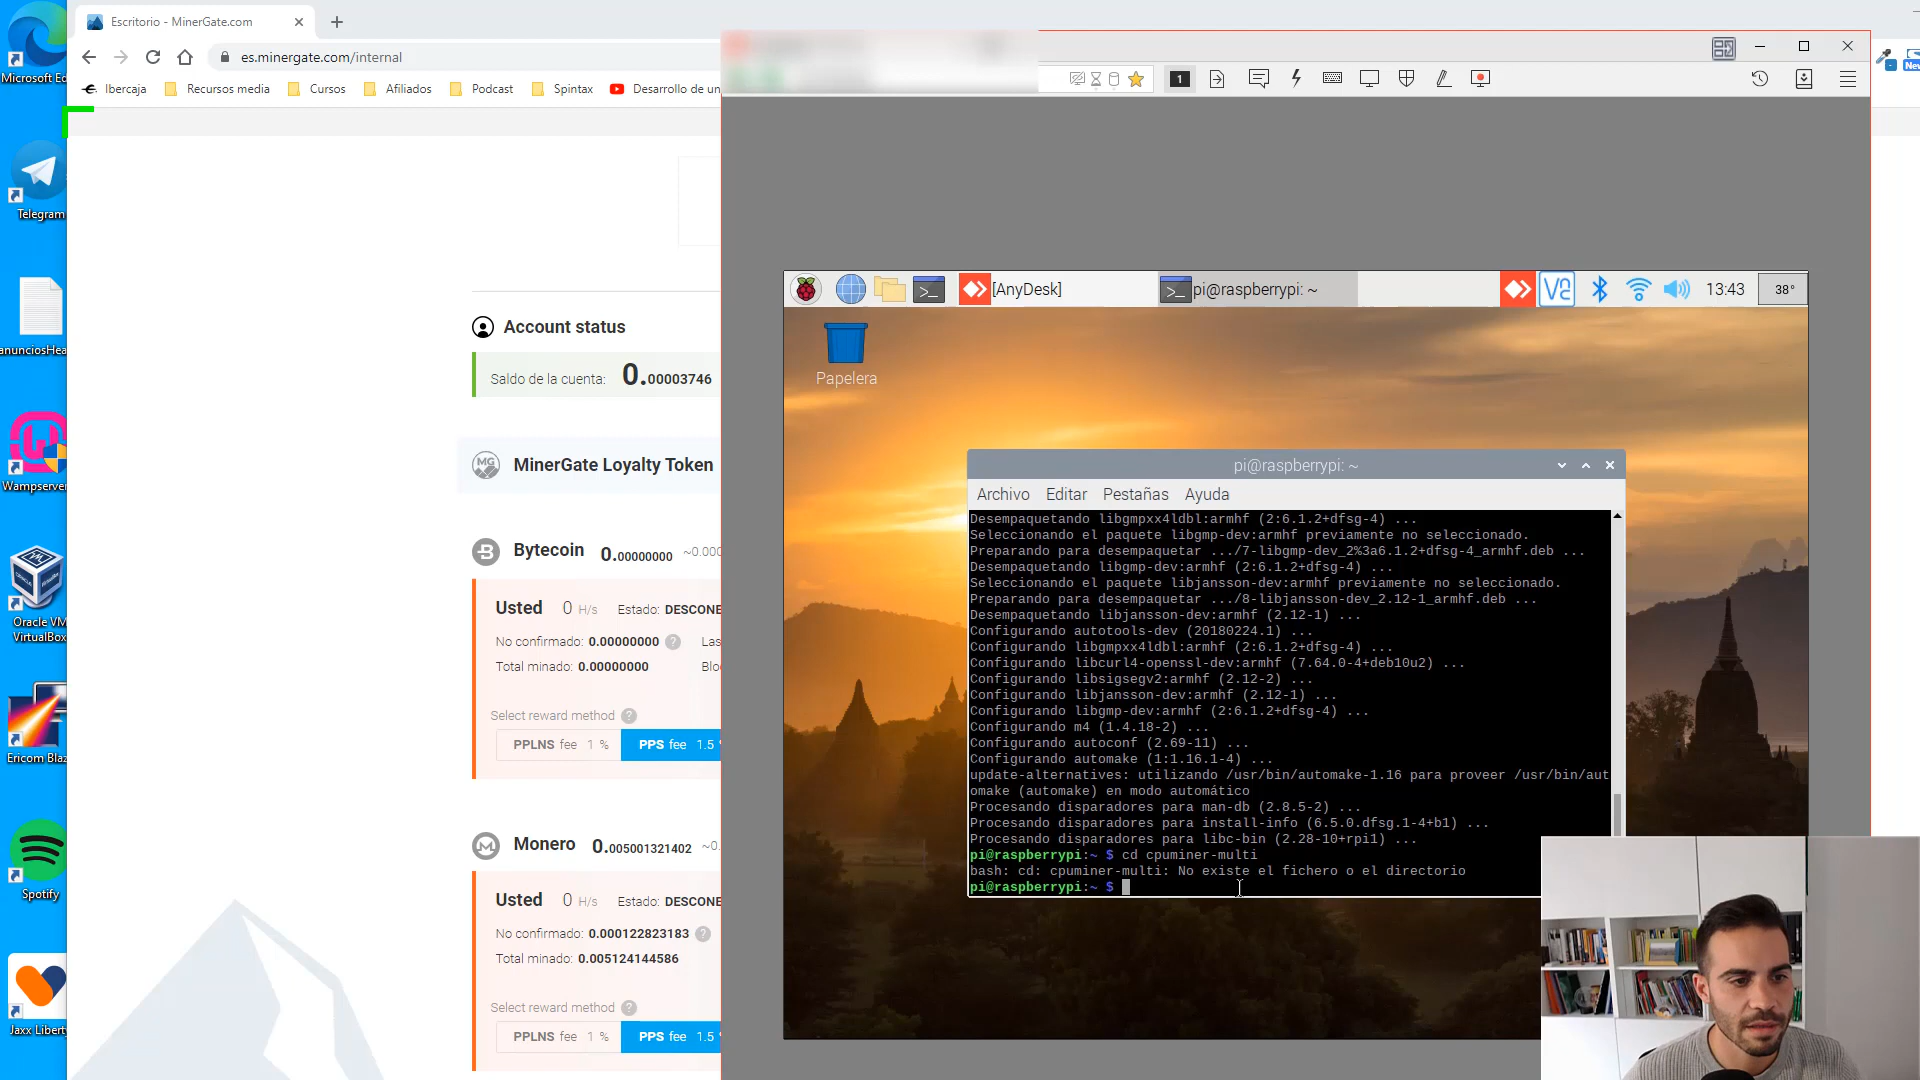 Escritorio - MinerGate.com
es.minergate.com/internal
Ibercaja
Recursos media
Cursos
Afiliados
Podcast
Spintax
Desarrollo de un
1
New
Microsoft Ed
Telegram
anunciosHea
Wampserver
Oracle VM
VirtualBox
Ericom Blaz
Spotify
Jaxx Liberty
Account status
Saldo de la cuenta: 0.00003746
MG
MinerGate Loyalty Token
Bytecoin 0.00000000 ~0.000
Usted 0 H/s Estado: DESCONE
No confirmado: 0.00000000 ? Las
Total minado: 0.00000000 Blo
Select reward method ?
PPLNS fee 1 % PPS fee 1.5 %
Monero 0.005001321402 ~0.
Usted 0 H/s Estado: DESCONE
No confirmado: 0.000122823183 ?
Total minado: 0.005124144586
Select reward method ?
PPLNS fee 1 % PPS fee 1.5
[AnyDesk]
pi@raspberrypi: ~
13:43
38°
Papelera
pi@raspberrypi: ~
Archivo Editar Pestañas Ayuda
Desempaquetando libgmpxx4ldbl:armhf (2:6.1.2+dfsg-4) ...
Seleccionando el paquete libgmp-dev:armhf previamente no seleccionado.
Preparando para desempaquetar .../7-libgmp-dev_2%3a6.1.2+dfsg-4_armhf.deb ...
Desempaquetando libgmp-dev:armhf (2:6.1.2+dfsg-4) ...
Seleccionando el paquete libjansson-dev:armhf previamente no seleccionado.
Preparando para desempaquetar .../8-libjansson-dev_2.12-1_armhf.deb ...
Desempaquetando libjansson-dev:armhf (2.12-1) ...
Configurando autotools-dev (20180224.1) ...
Configurando libgmpxx4ldbl:armhf (2:6.1.2+dfsg-4) ...
Configurando libcurl4-openssl-dev:armhf (7.64.0-4+deb10u2) ...
Configurando libsigsegv2:armhf (2.12-2) ...
Configurando libjansson-dev:armhf (2.12-1) ...
Configurando libgmp-dev:armhf (2:6.1.2+dfsg-4) ...
Configurando m4 (1.4.18-2) ...
Configurando autoconf (2.69-11) ...
Configurando automake (1:1.16.1-4) ...
update-alternatives: utilizando /usr/bin/automake-1.16 para proveer /usr/bin/aut
omake (automake) en modo automático
Procesando disparadores para man-db (2.8.5-2) ...
Procesando disparadores para install-info (6.5.0.dfsg.1-4+b1) ...
Procesando disparadores para libc-bin (2.28-10+rpi1) ...
pi@raspberrypi:~ $ cd cpuminer-multi
bash: cd: cpuminer-multi: No existe el fichero o el directorio
pi@raspberrypi:~ $